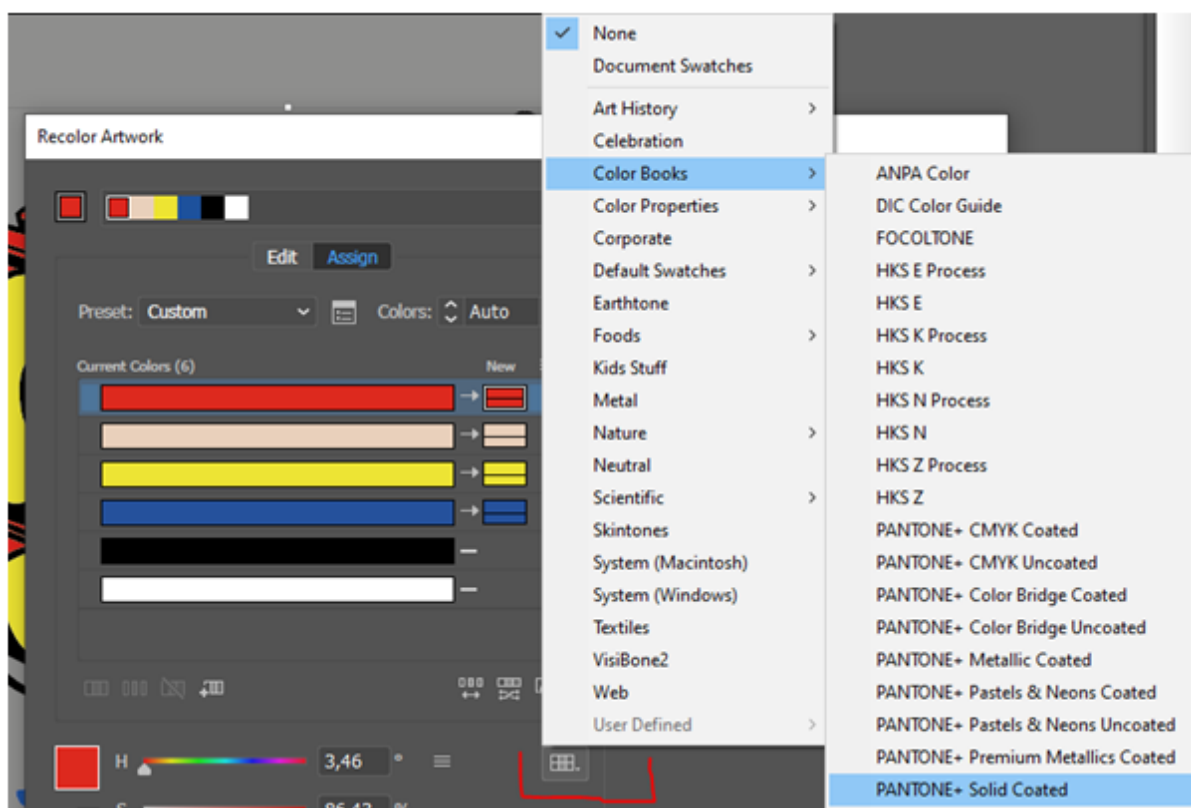 Recolor Artwork
Edit Assign
Preset: Custom Colors: Auto
Current Colors (6) New
H 3,46 °
S 86,42 %
None
Document Swatches
Art History
Celebration
Color Books
Color Properties
Corporate
Default Swatches
Earthtone
Foods
Kids Stuff
Metal
Nature
Neutral
Scientific
Skintones
System (Macintosh)
System (Windows)
Textiles
VisiBone2
Web
User Defined
ANPA Color
DIC Color Guide
FOCOLTONE
HKS E Process
HKS E
HKS K Process
HKS K
HKS N Process
HKS N
HKS Z Process
HKS Z
PANTONE+ CMYK Coated
PANTONE+ CMYK Uncoated
PANTONE+ Color Bridge Coated
PANTONE+ Color Bridge Uncoated
PANTONE+ Metallic Coated
PANTONE+ Pastels & Neons Coated
PANTONE+ Pastels & Neons Uncoated
PANTONE+ Premium Metallics Coated
PANTONE+ Solid Coated